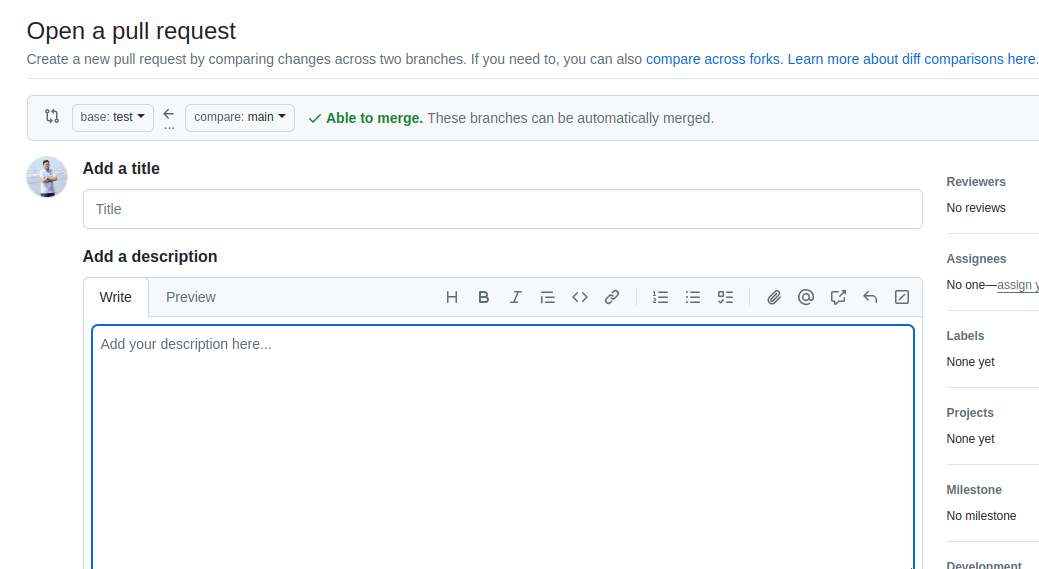 Open a pull request
Create a new pull request by comparing changes across two branches. If you need to, you can also compare across forks. Learn more about diff comparisons here.
base: test
...
compare: main
Able to merge. These branches can be automatically merged.
Add a title
Title
Add a description
Write
Preview
Add your description here...
Reviewers
No reviews
Assignees
No one—assign y
Labels
None yet
Projects
None yet
Milestone
No milestone
Development